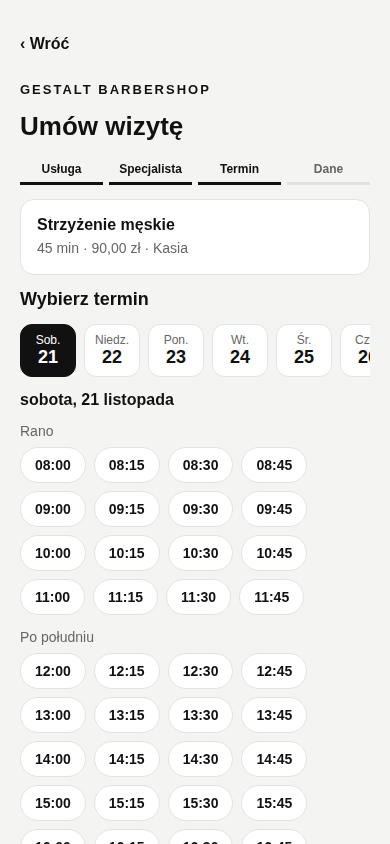 ‹ Wróć
GESTALT BARBERSHOP
Umów wizytę
Usługa Specjalista Termin Dane
Strzyżenie męskie
45 min · 90,00 zł · Kasia
Wybierz termin
Sob. Niedz. Pon. Wt. Śr.
21 22 23 24 25
sobota, 21 listopada
Rano
08:00 08:15 08:30 08:45
09:00 09:15 09:30 09:45
10:00 10:15 10:30 10:45
11:00 11:15 11:30 11:45
Po południu
12:00 12:15 12:30 12:45
13:00 13:15 13:30 13:45
14:00 14:15 14:30 14:45
15:00 15:15 15:30 15:45